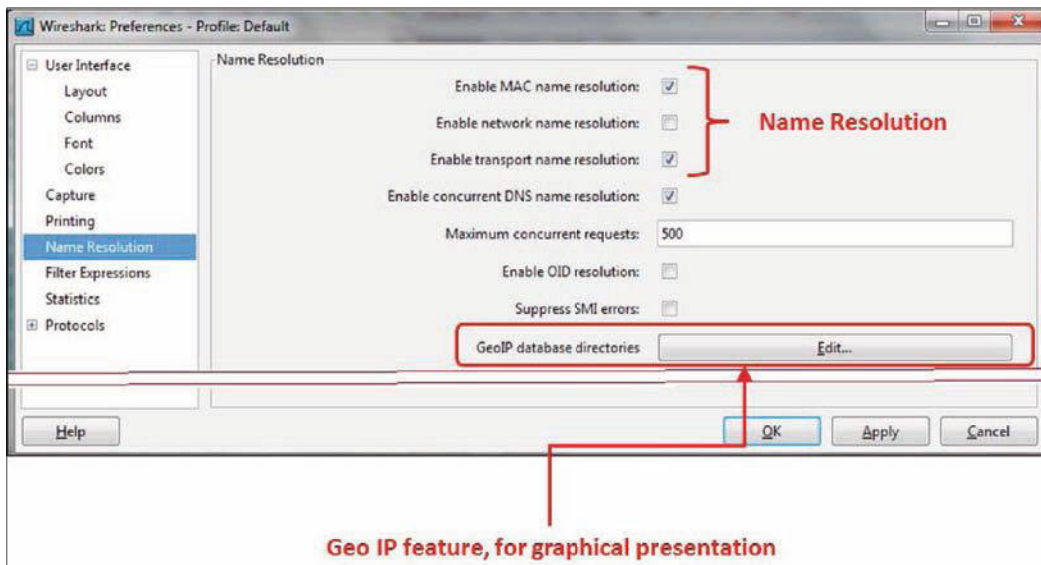 Wireshark: Preferences - Profile: Default
User Interface
Layout
Columns
Font
Colors
Capture
Printing
Name Resolution
Filter Expressions
Statistics
Protocols
Name Resolution
Enable MAC name resolution:
Enable network name resolution:
Enable transport name resolution:
Name Resolution
Enable concurrent DNS name resolution:
Maximum concurrent requests: 500
Enable OID resolution:
Suppress SMI errors:
GeoIP database directories Edit...
Help OK Apply Cancel
Geo IP feature, for graphical presentation